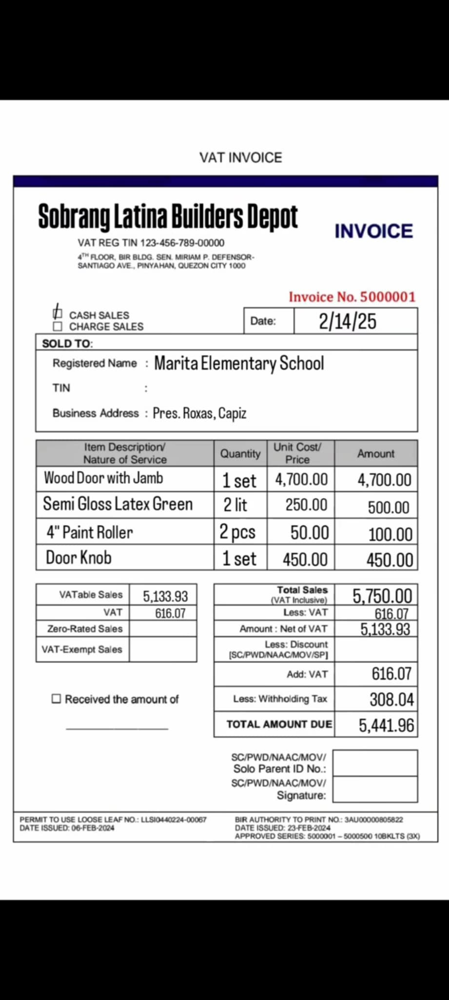 VAT INVOICE
Sobrang Latina Builders Depot
INVOICE
VAT REG TIN 123-456-789-00000
4TH FLOOR, BIR BLDG. SEN. MIRIAM P. DEFENSOR-
SANTIAGO AVE., PINYAHAN, QUEZON CITY 1000
Invoice No. 5000001
CASH SALES
CHARGE SALES
Date: 2/14/25
SOLD TO:
Registered Name : Marita Elementary School
TIN :
Business Address : Pres. Roxas, Capiz
Item Description/
Nature of Service
Quantity
Unit Cost/
Price
Amount
Wood Door with Jamb 1 set 4,700.00 4,700.00
Semi Gloss Latex Green 2 lit 250.00 500.00
4" Paint Roller 2 pcs 50.00 100.00
Door Knob 1 set 450.00 450.00
VATable Sales 5,133.93
VAT 616.07
Zero-Rated Sales
VAT-Exempt Sales
Total Sales
(VAT Inclusive) 5,750.00
Less: VAT 616.07
Amount : Net of VAT 5,133.93
Less: Discount
[SC/PWD/NAAC/MOV/SP]
Add: VAT 616.07
Less: Withholding Tax 308.04
TOTAL AMOUNT DUE 5,441.96
Received the amount of
SC/PWD/NAAC/MOV/
Solo Parent ID No.:
SC/PWD/NAAC/MOV/
Signature:
PERMIT TO USE LOOSE LEAF NO.: LLSI0440224-00067
DATE ISSUED: 06-FEB-2024
BIR AUTHORITY TO PRINT NO.: 3AU00000805822
DATE ISSUED: 23-FEB-2024
APPROVED SERIES: 5000001 – 5000500 10BKLTS (3X)